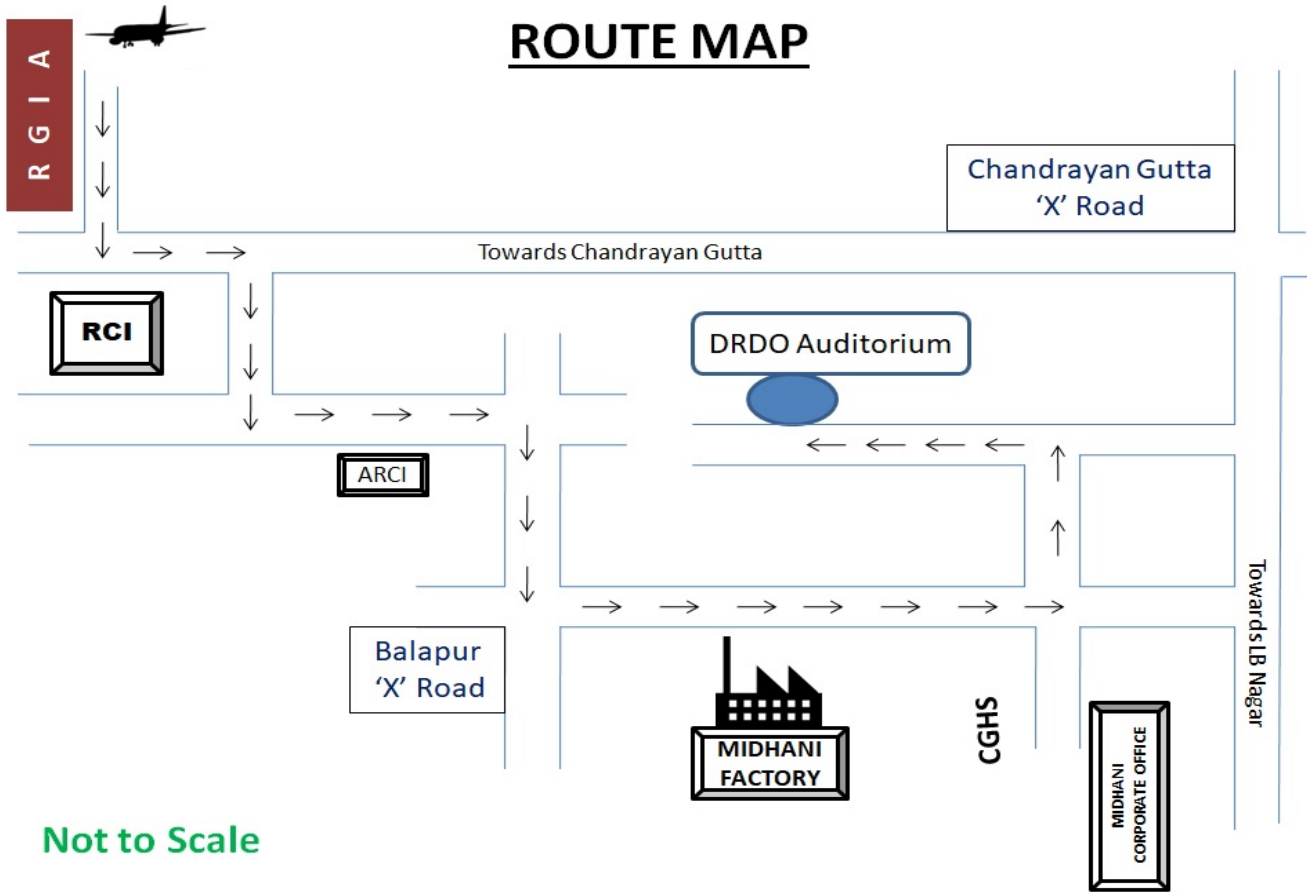 ROUTE MAP
RGIA
Chandrayan Gutta
‘X’ Road
Towards Chandrayan Gutta
RCI
DRDO Auditorium
ARCI
Balapur
‘X’ Road
MIDHANI
FACTORY
CGHS
MIDHANI
CORPORATE OFFICE
Towards LB Nagar
Not to Scale